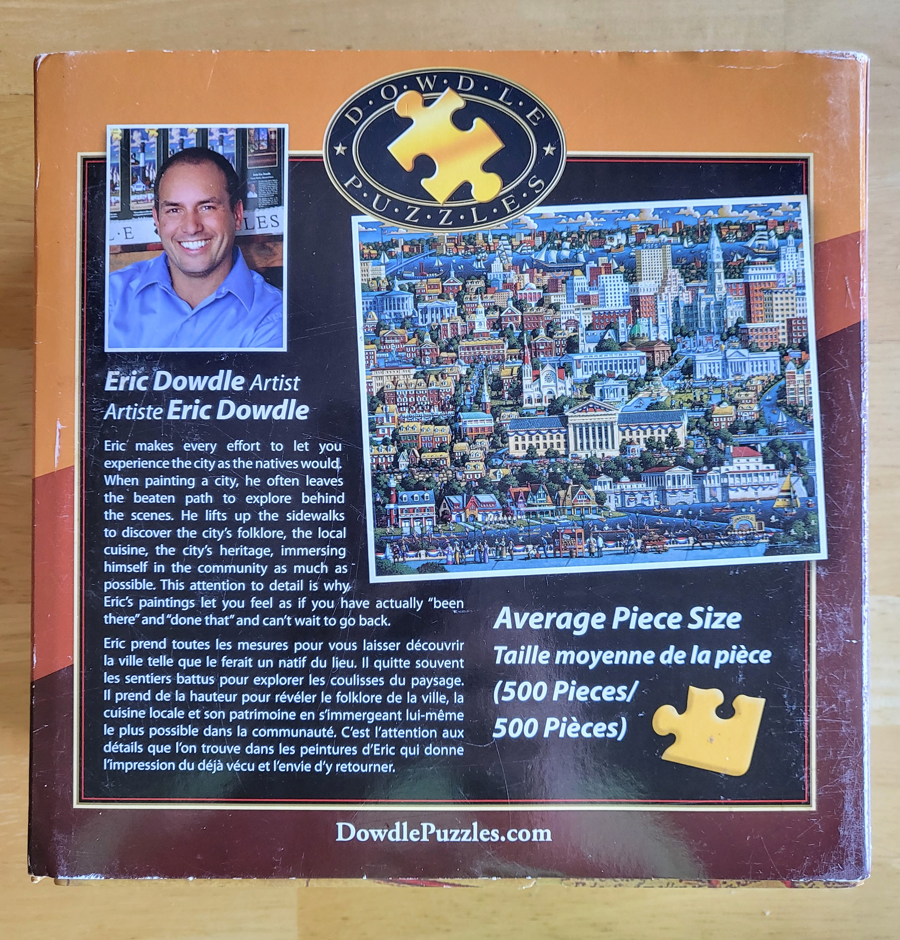 D·O·W·D·L·E
P·U·Z·Z·L·E·S
L·E
LES
Eric Dowdle Artist
Artiste Eric Dowdle
Eric makes every effort to let you
experience the city as the natives would.
When painting a city, he often leaves
the beaten path to explore behind
the scenes. He lifts up the sidewalks
to discover the city's folklore, the local
cuisine, the city's heritage, immersing
himself in the community as much as
possible. This attention to detail is why
Eric's paintings let you feel as if you have actually "been
there" and "done that" and can't wait to go back.
Eric prend toutes les mesures pour vous laisser découvrir
la ville telle que le ferait un natif du lieu. Il quitte souvent
les sentiers battus pour explorer les coulisses du paysage.
Il prend de la hauteur pour révéler le folklore de la ville, la
cuisine locale et son patrimoine en s'immergeant lui-même
le plus possible dans la communauté. C'est l'attention aux
détails que l'on trouve dans les peintures d'Eric qui donne
l'impression du déjà vécu et l'envie d'y retourner.
Average Piece Size
Taille moyenne de la pièce
(500 Pieces/
500 Pièces)
DowdlePuzzles.com